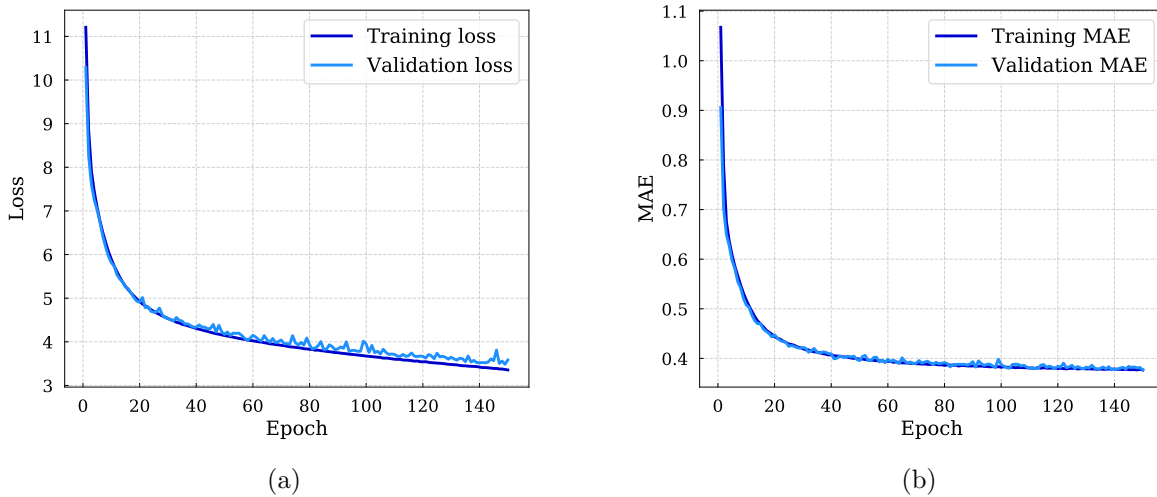 Training loss
Validation loss
11
10
9
8
7
6
5
4
3
Loss
0 20 40 60 80 100 120 140
Epoch
(a)
Training MAE
Validation MAE
1.1
1.0
0.9
0.8
0.7
0.6
0.5
0.4
MAE
0 20 40 60 80 100 120 140
Epoch
(b)